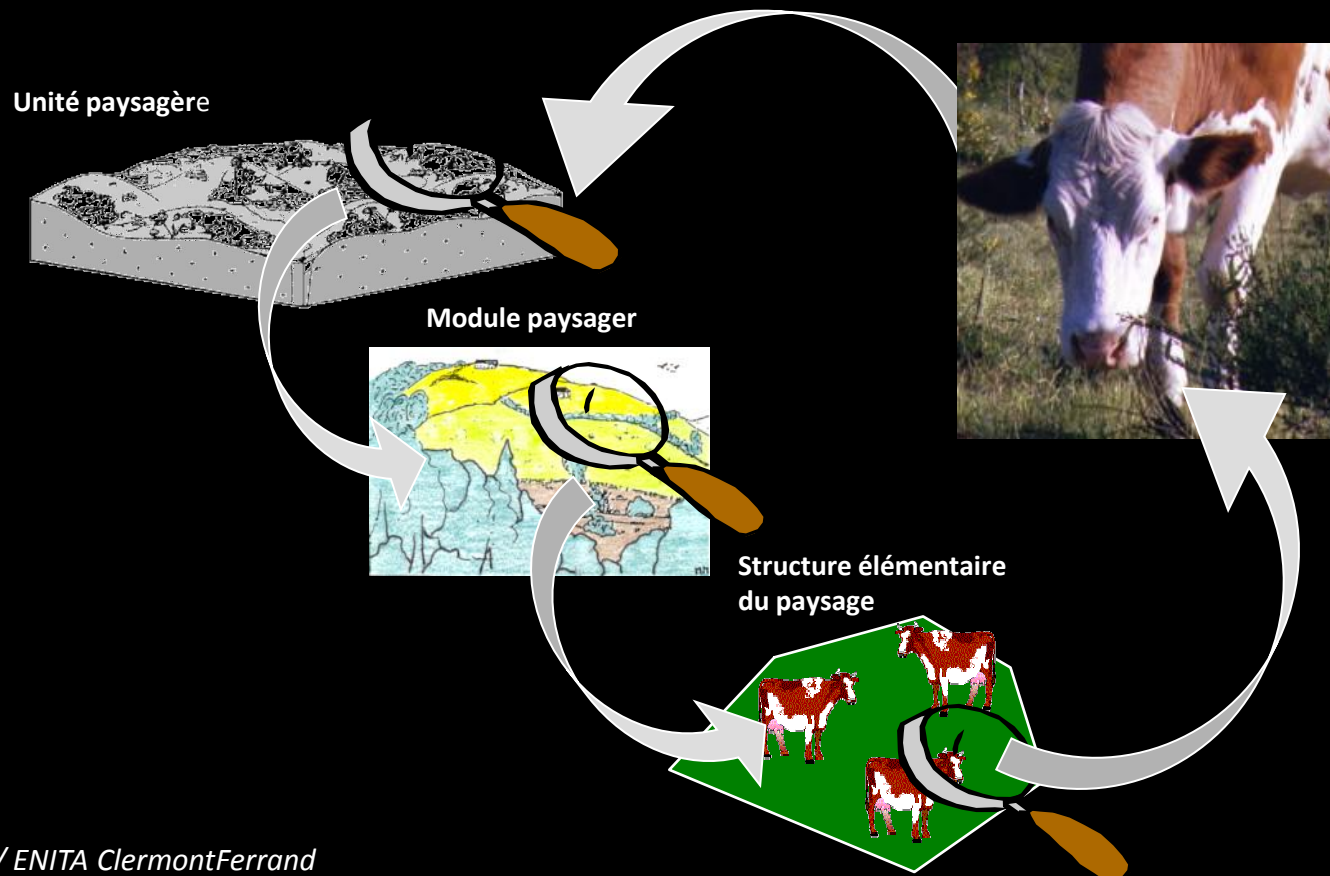 Unité paysagère
Module paysager
Structure élémentaire
du paysage
/ ENITA ClermontFerrand